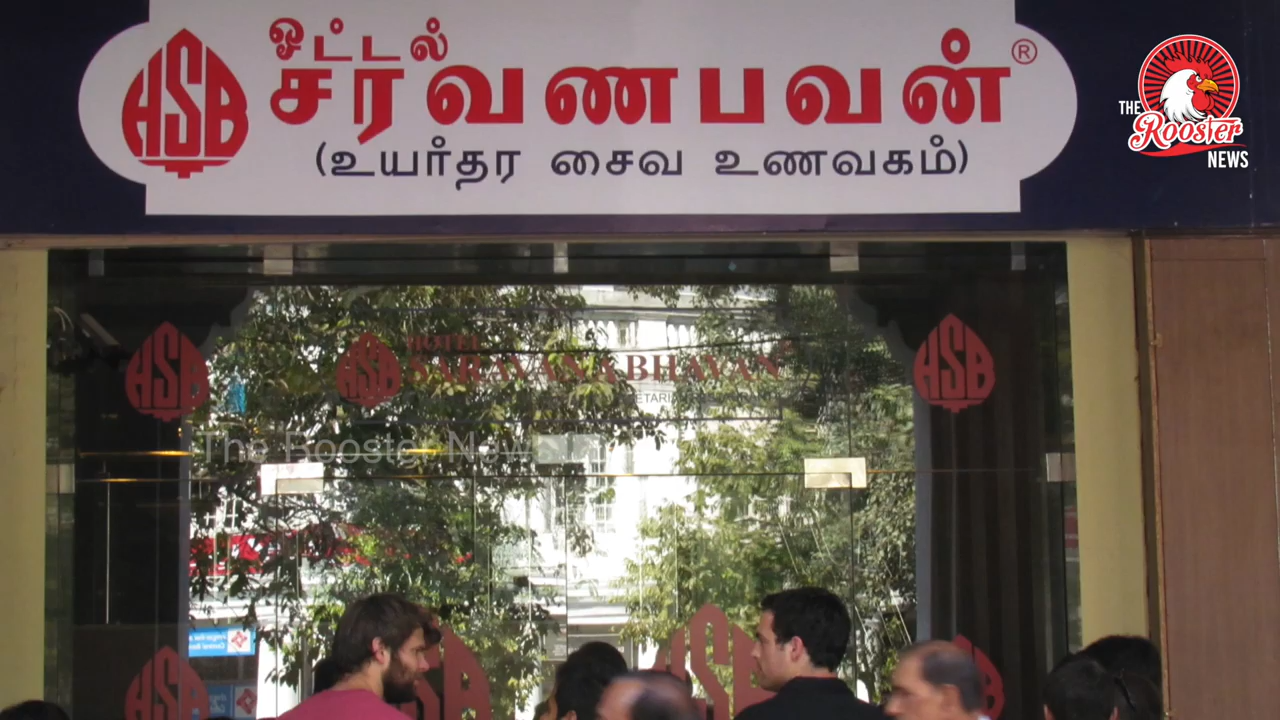 ஓட்டல்
HSB சரவணபவன் ®
(உயர்தர சைவ உணவகம்)
THE
Rooster
NEWS
HSB
HSB
HOTEL
SARAVANA BHAVAN
HSB
The Rooster News
HSB
HSB
HSB